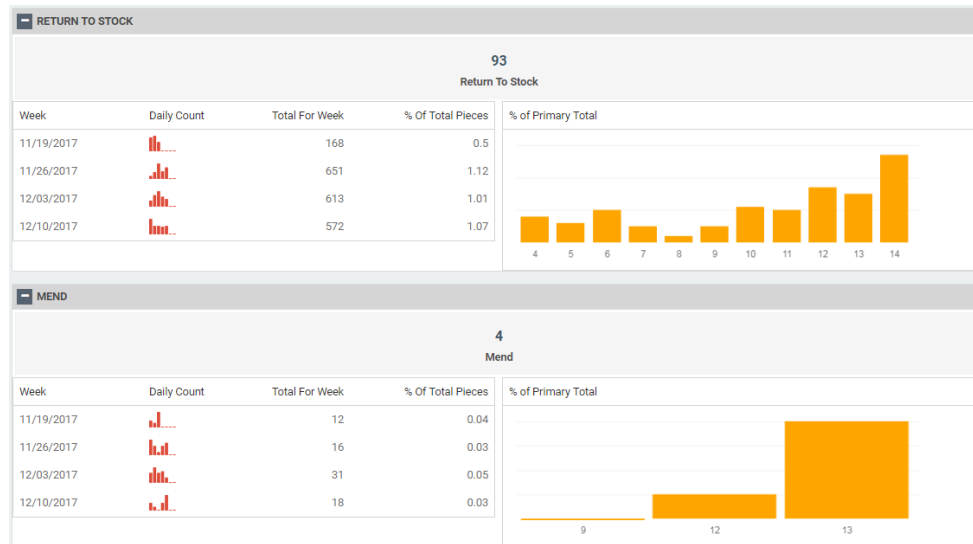 RETURN TO STOCK
93
Return To Stock
Week Daily Count Total For Week % Of Total Pieces % of Primary Total
11/19/2017 168 0.5
11/26/2017 651 1.12
12/03/2017 613 1.01
12/10/2017 572 1.07
4 5 6 7 8 9 10 11 12 13 14
MEND
4
Mend
Week Daily Count Total For Week % Of Total Pieces % of Primary Total
11/19/2017 12 0.04
11/26/2017 16 0.03
12/03/2017 31 0.05
12/10/2017 18 0.03
9 12 13